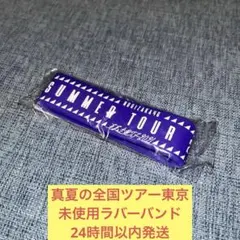 NOGIZAKA46
SUMMER TOUR
真夏の全国ツアー東京
未使用ラバーバンド
24時間以内発送